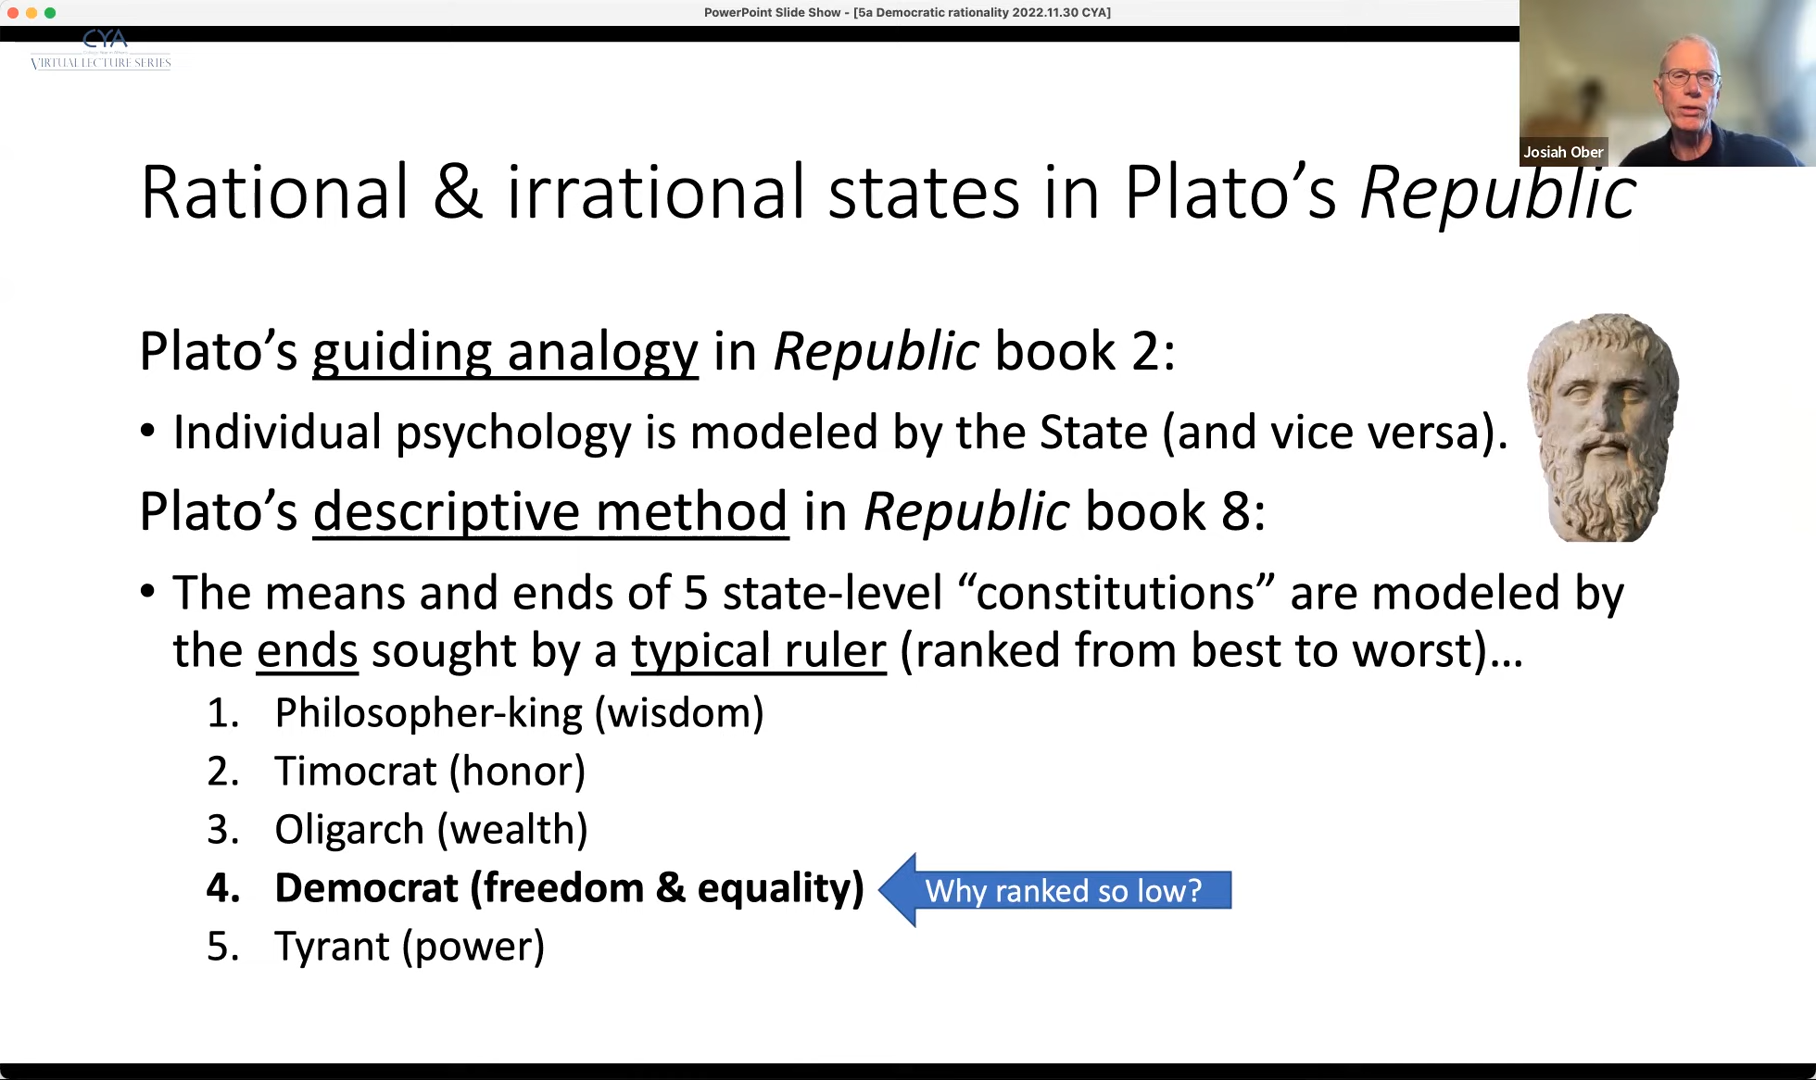 PowerPoint Slide Show - [5a Democratic rationality 2022.11.30 CYA]
CYA
VIRTUAL LECTURE SERIES
Josiah Ober
Rational & irrational states in Plato’s Republic
Plato’s guiding analogy in Republic book 2:
• Individual psychology is modeled by the State (and vice versa).
Plato’s descriptive method in Republic book 8:
• The means and ends of 5 state-level “constitutions” are modeled by
the ends sought by a typical ruler (ranked from best to worst)…
1. Philosopher-king (wisdom)
2. Timocrat (honor)
3. Oligarch (wealth)
4. Democrat (freedom & equality)
Why ranked so low?
5. Tyrant (power)